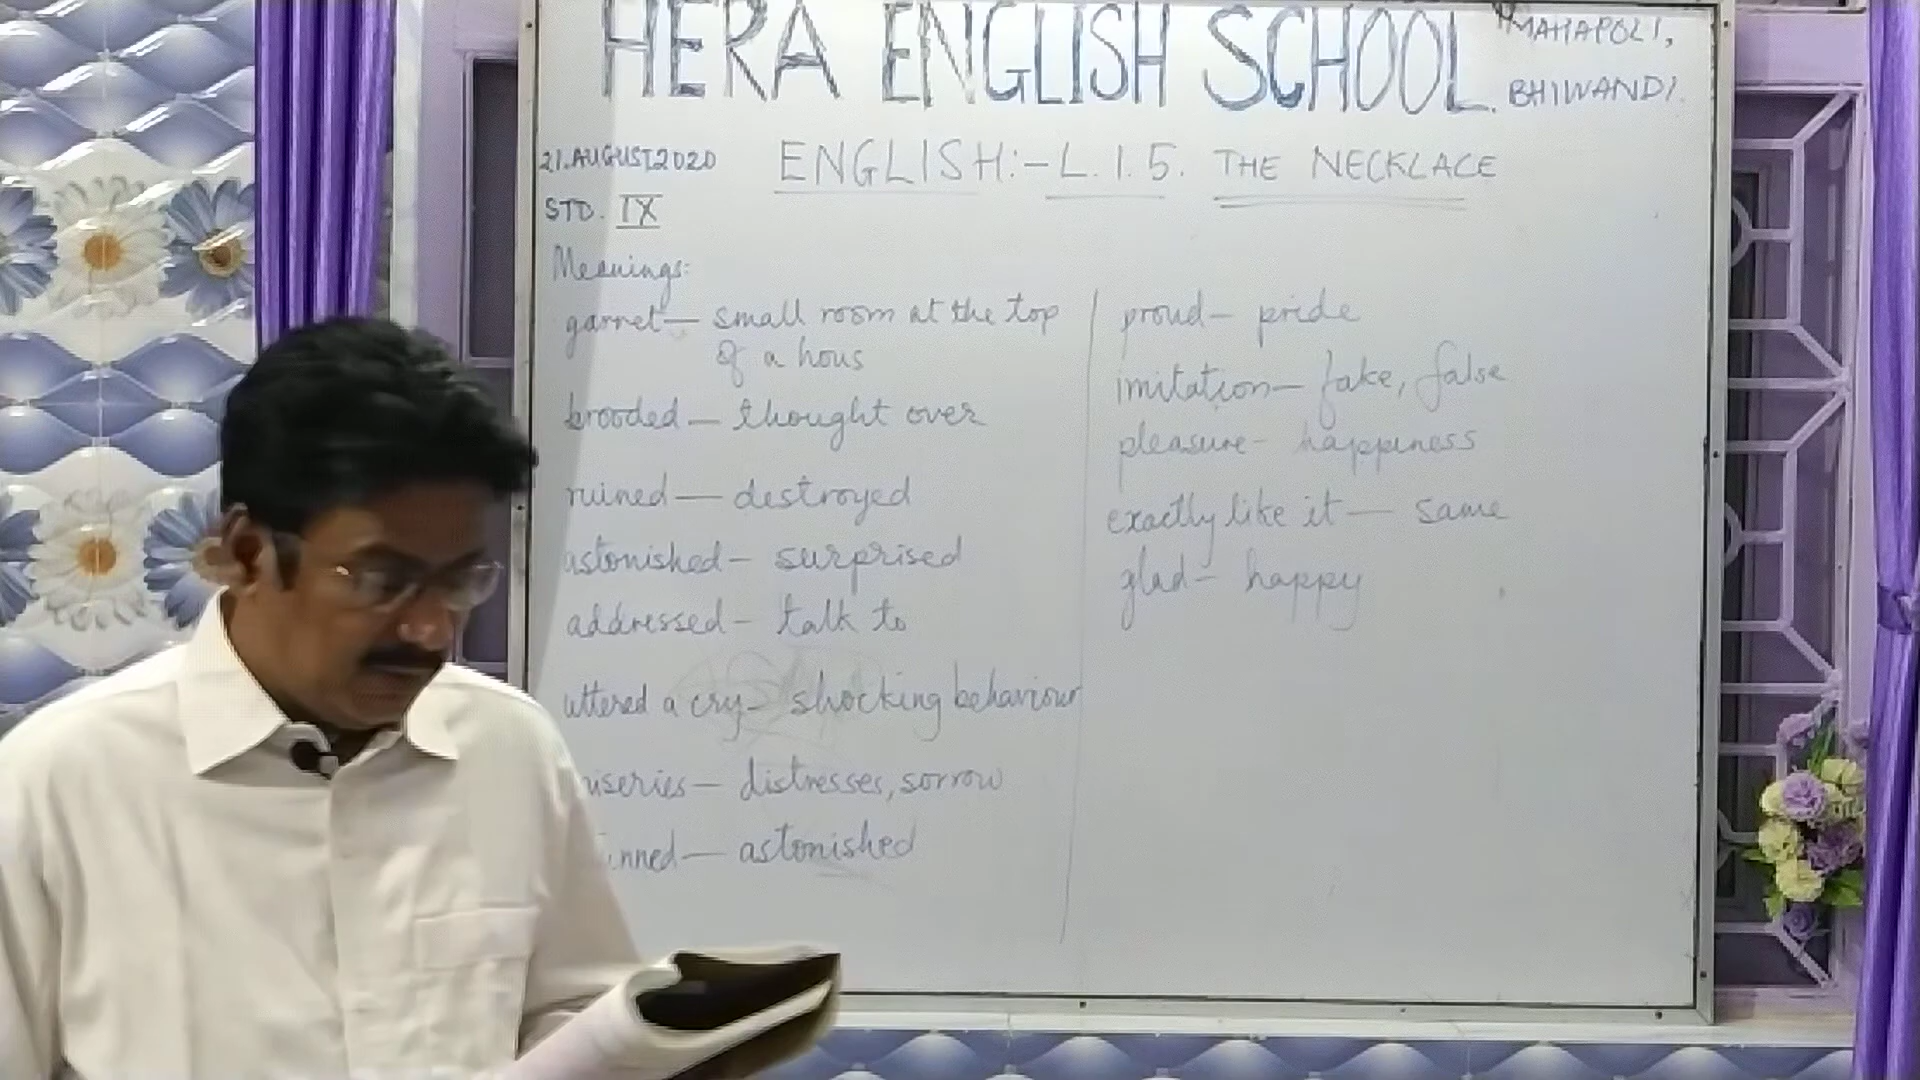 HERA ENGLISH SCHOOL. MAHAPOLI,
BHIWANDI.
21.AUGUST.2020 ENGLISH:- L. 1.5. THE NECKLACE
STD. IX
Meanings:
garret— small room at the top
of a hous
brooded— thought over
ruined— destroyed
astonished— surprised
addressed— talk to
uttered a cry- shocking behaviour
iseries— distresses, sorrow
nned— astonished
proud— pride
imitation— fake, false
pleasure- happiness
exactly like it— same
glad- happy